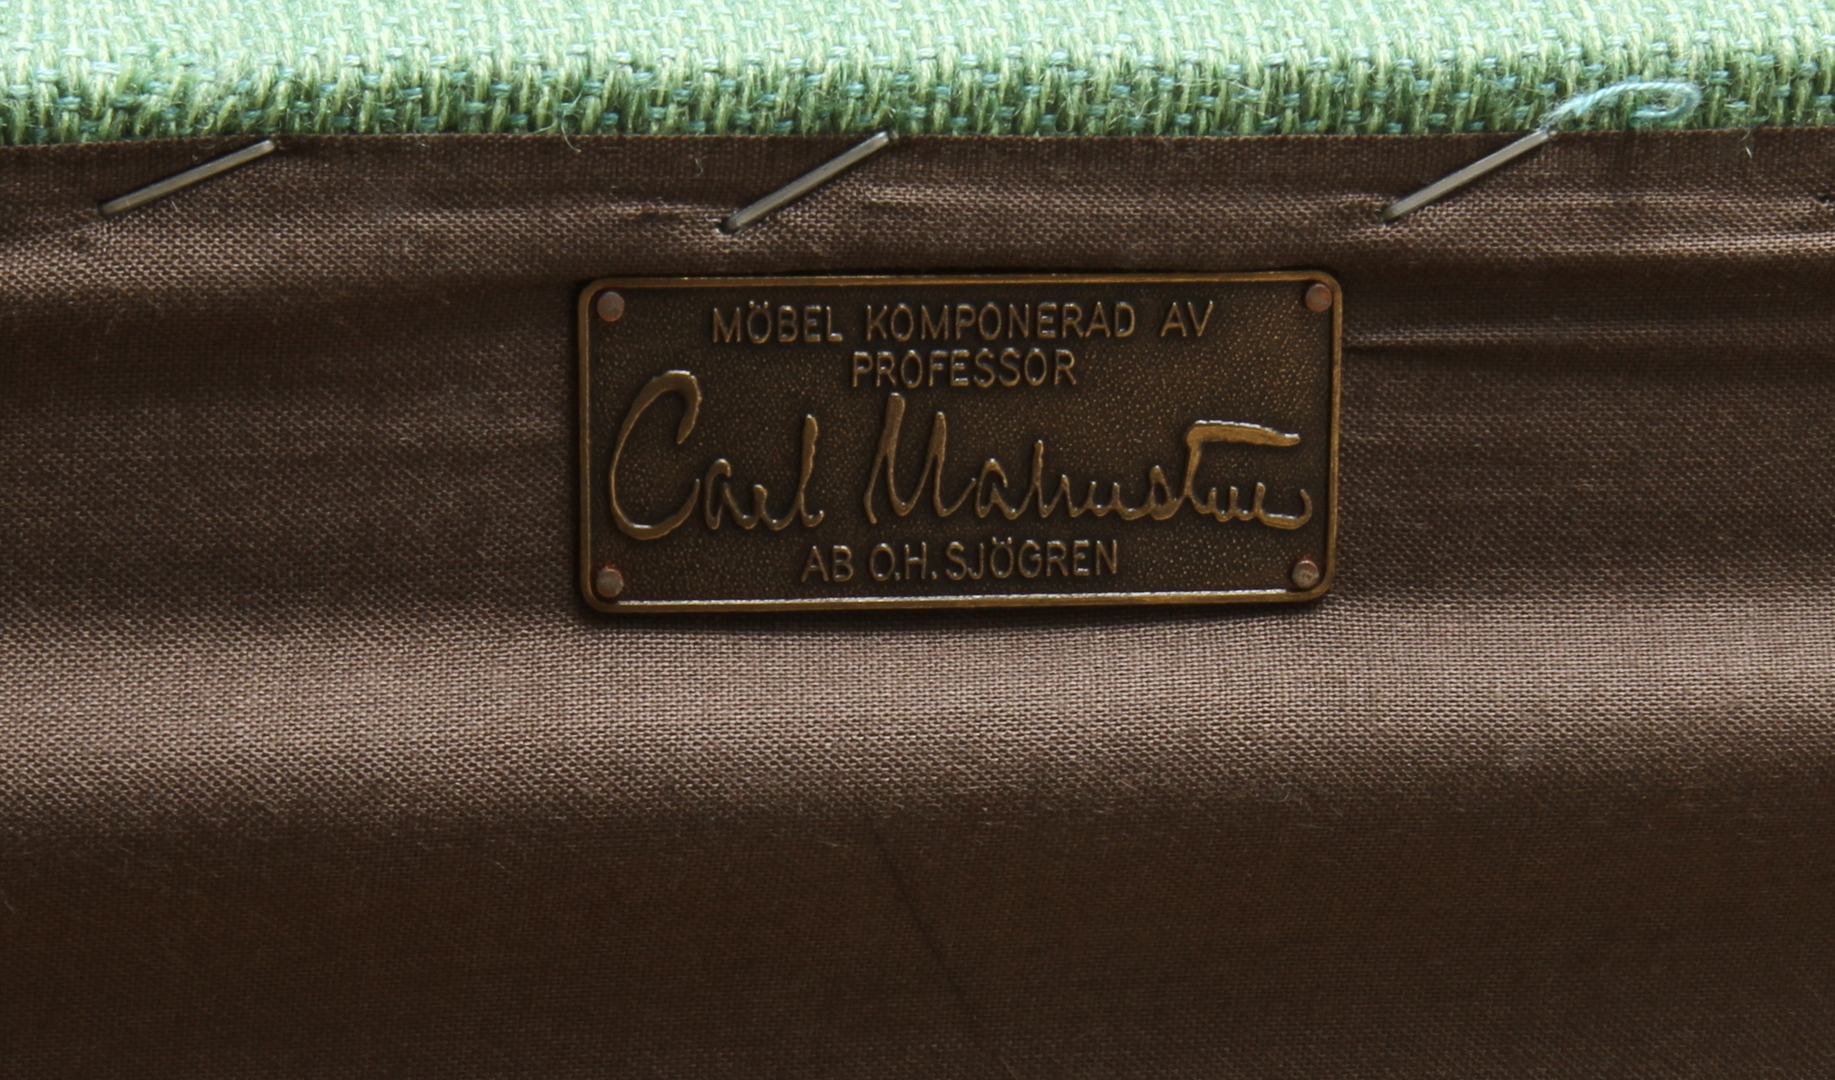 MÖBEL KOMPONERAD AV
PROFESSOR
Carl Malmsten
AB O.H. SJÖGREN